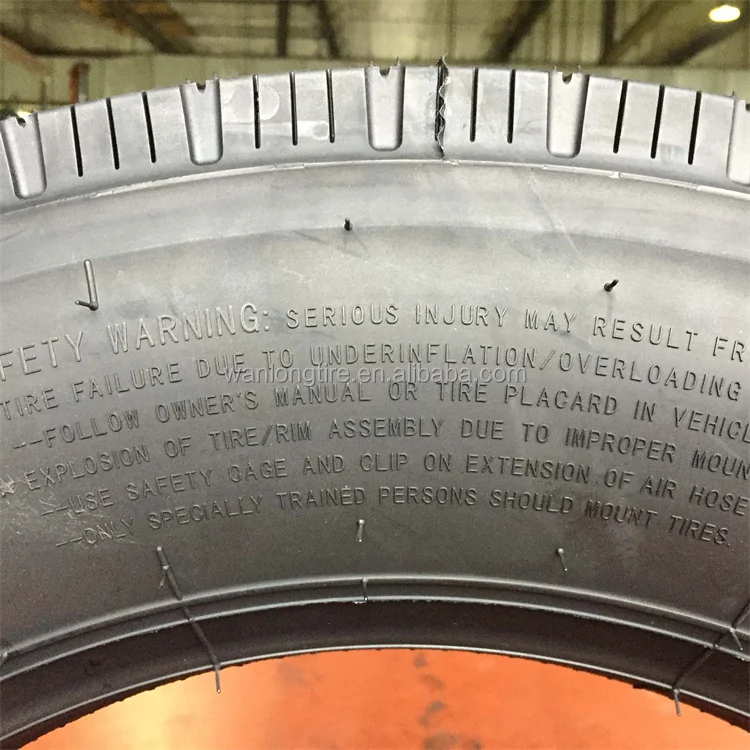 FETY WARNING: SERIOUS INJURY MAY RESULT FR
TIRE FAILURE DUE TO UNDERINFLATION/OVERLOADING
--FOLLOW OWNER'S MANUAL OR TIRE PLACARD IN VEHICL
EXPLOSION OF TIRE/RIM ASSEMBLY DUE TO IMPROPER MOUN
--USE SAFETY CAGE AND CLIP ON EXTENSION OF AIR HOSE
--ONLY SPECIALLY TRAINED PERSONS SHOULD MOUNT TIRES.
wanlongtire.en.alibaba.com